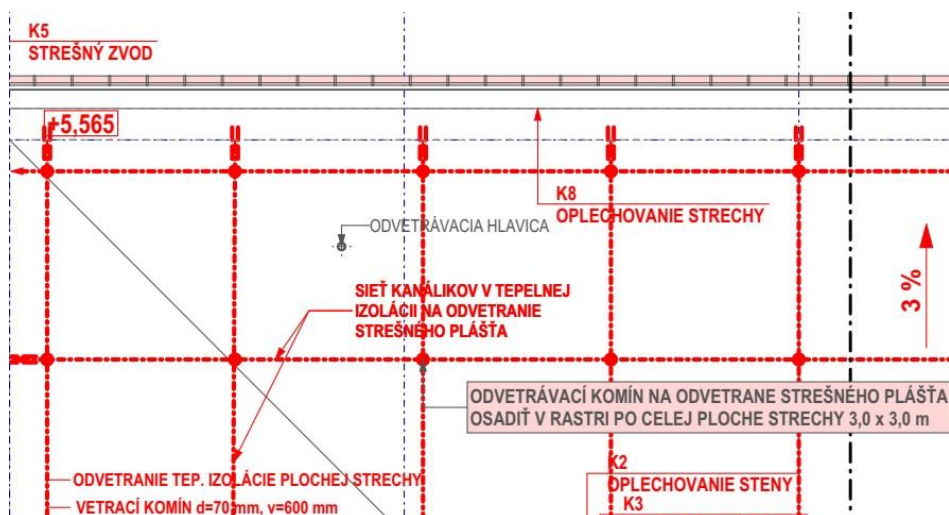 K5
STREŠNÝ ZVOD
+5,565
K8
OPLECHOVANIE STRECHY
ODVETRÁVACIA HLAVICA
SIEŤ KANÁLIKOV V TEPELNEJ
IZOLÁCII NA ODVETRANIE
STREŠNÉHO PLÁŠŤA
3 %
ODVETRÁVACÍ KOMÍN NA ODVETRANE STREŠNÉHO PLÁŠŤA
OSADIŤ V RASTRI PO CELEJ PLOCHE STRECHY 3,0 x 3,0 m
K2
OPLECHOVANIE STENY
K3
ODVETRANIE TEP. IZOLÁCIE PLOCHEJ STRECHY
VETRACÍ KOMÍN d=70 mm, v=600 mm